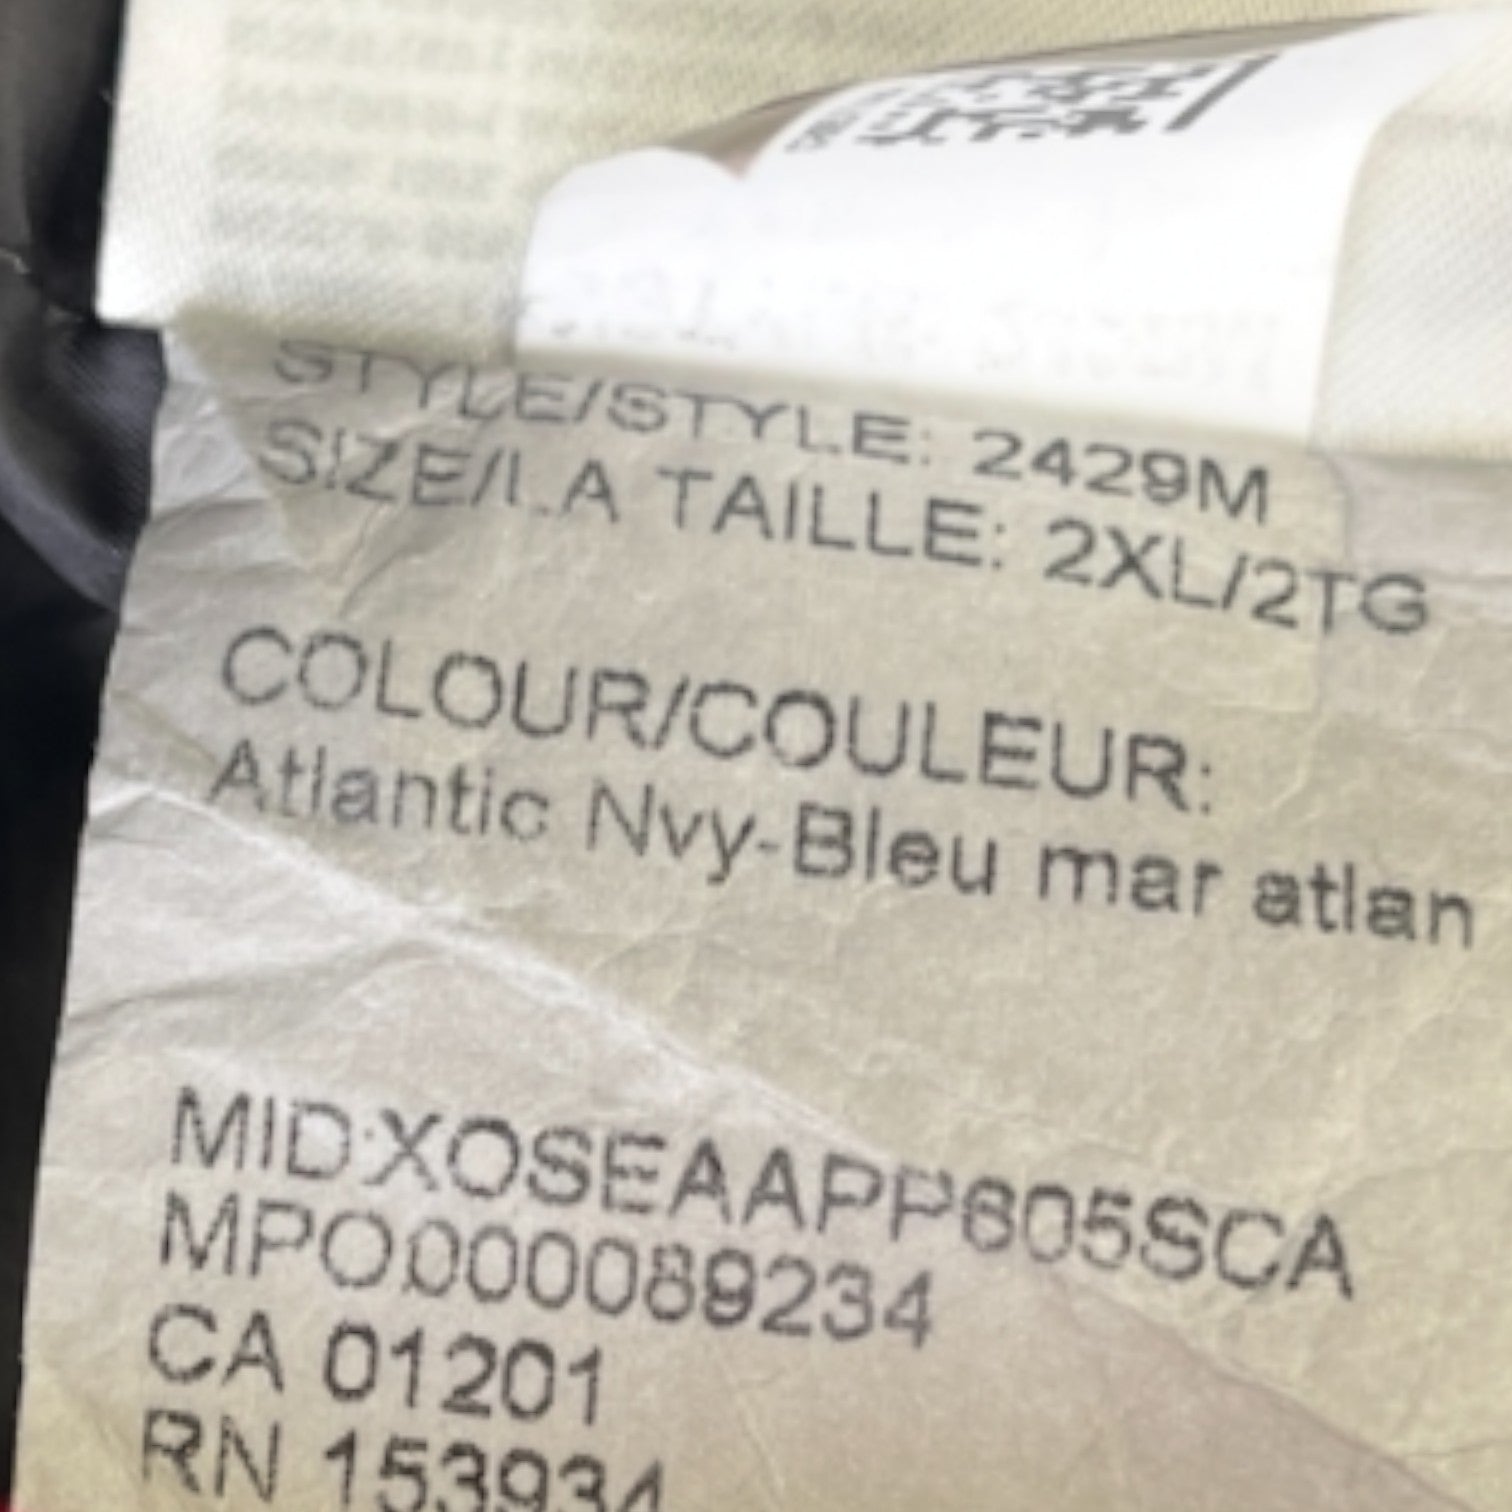 STYLE/STYLE: 2429M
SIZE/LA TAILLE: 2XL/2TG
COLOUR/COULEUR:
Atlantic Nvy-Bleu mar atlan
MID:XOSEAAPP605SCA
MPO0000089234
CA 01201
RN 153934